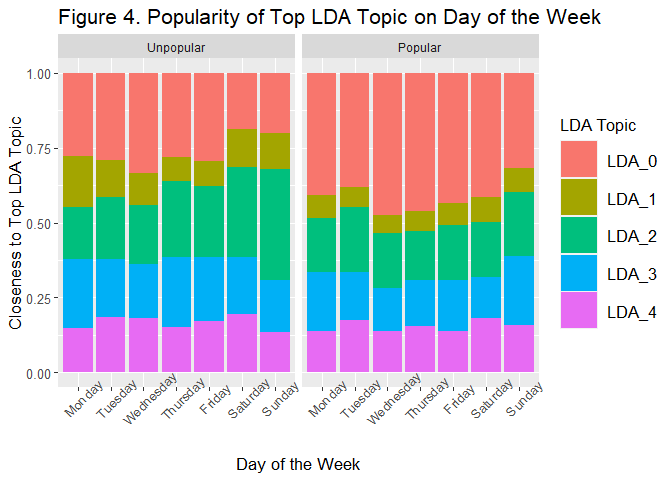 Figure 4. Popularity of Top LDA Topic on Day of the Week
Unpopular
Popular
Closeness to Top LDA Topic
1.00
0.75
0.50
0.25
0.00
Monday
Tuesday
Wednesday
Thursday
Friday
Saturday
Sunday
Monday
Tuesday
Wednesday
Thursday
Friday
Saturday
Sunday
Day of the Week
LDA Topic
LDA_0
LDA_1
LDA_2
LDA_3
LDA_4